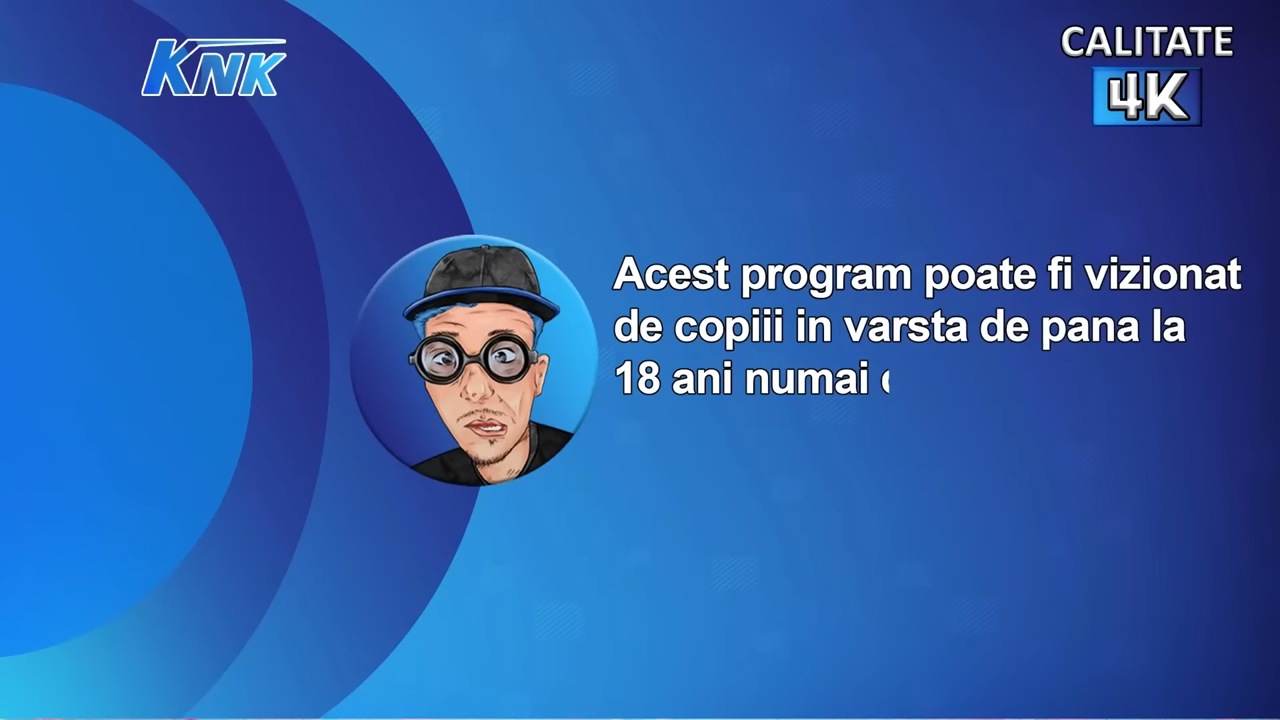 KNK
CALITATE
4K
Acest program poate fi vizionat
de copiii in varsta de pana la
18 ani numai